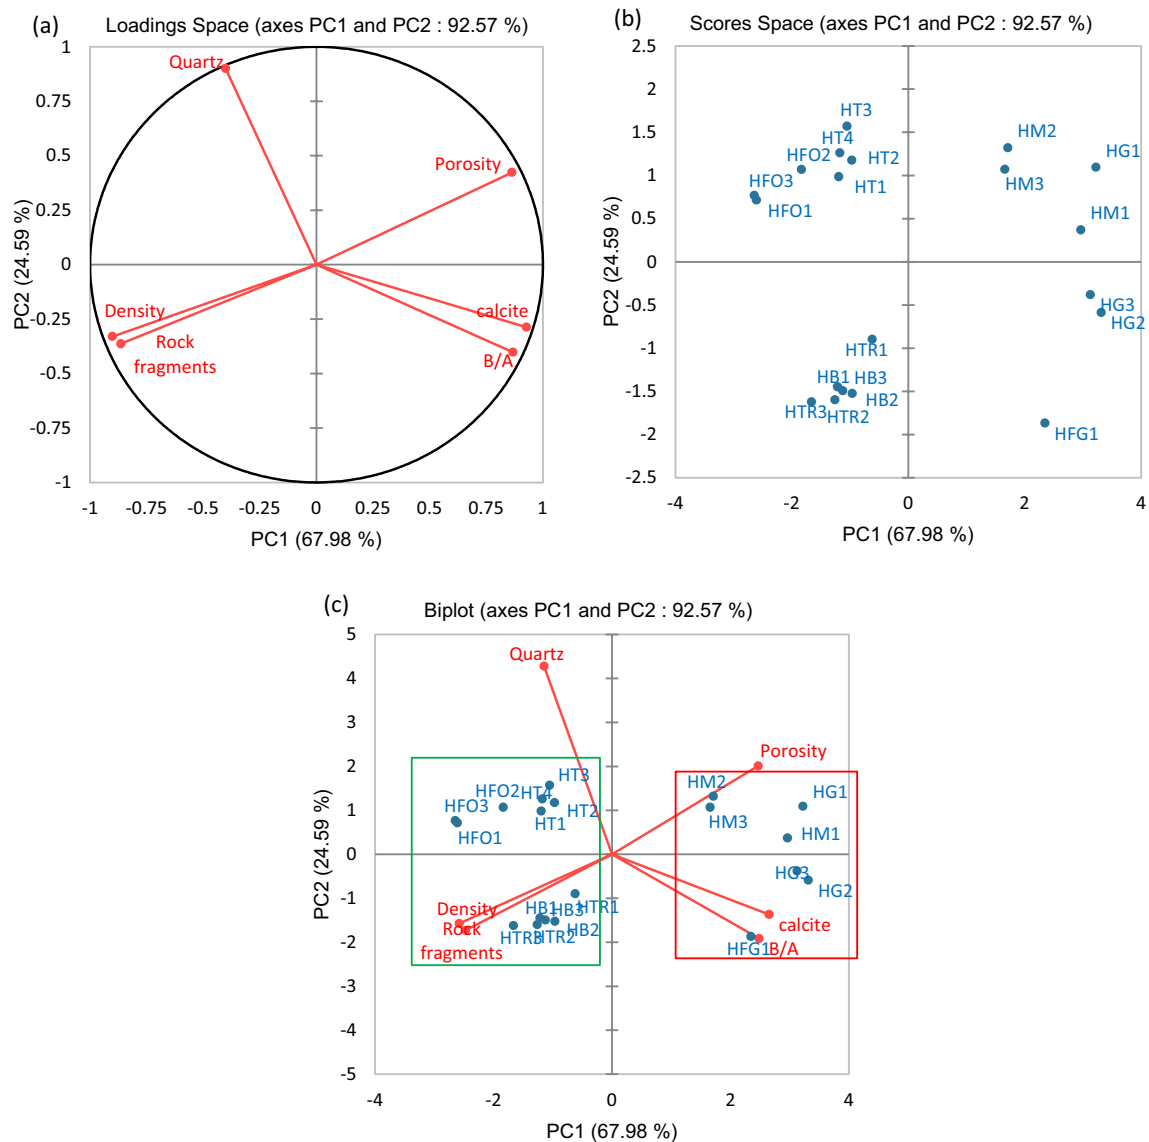 (a)
Loadings Space (axes PC1 and PC2 : 92.57 %)
1
0.75
0.5
0.25
0
-0.25
-0.5
-0.75
-1
PC2 (24.59 %)
Quartz
Porosity
Density
Rock
fragments
calcite
B/A
-1 -0.75 -0.5 -0.25 0 0.25 0.5 0.75 1
PC1 (67.98 %)
(b)
Scores Space (axes PC1 and PC2 : 92.57 %)
2.5
2
1.5
1
0.5
0
-0.5
-1
-1.5
-2
-2.5
PC2 (24.59 %)
HT3
HT4
HFO2
HT2
HFO3
HT1
HFO1
HM2
HG1
HM3
HM1
HG3
HG2
HTR1
HB1
HB3
HB2
HTR3
HTR2
HFG1
-4 -2 0 2 4
PC1 (67.98 %)
(c)
Biplot (axes PC1 and PC2 : 92.57 %)
5
4
3
2
1
0
-1
-2
-3
-4
-5
PC2 (24.59 %)
Quartz
Porosity
HT3
HFO2
HT4
HFO3
HT2
HT1
HFO1
HM2
HG1
HM3
HM1
HG3
HG2
Density
Rock
fragments
HB1
HB3
HTR1
HTR3
HTR2
HB2
calcite
HFG1
B/A
-4 -2 0 2 4
PC1 (67.98 %)